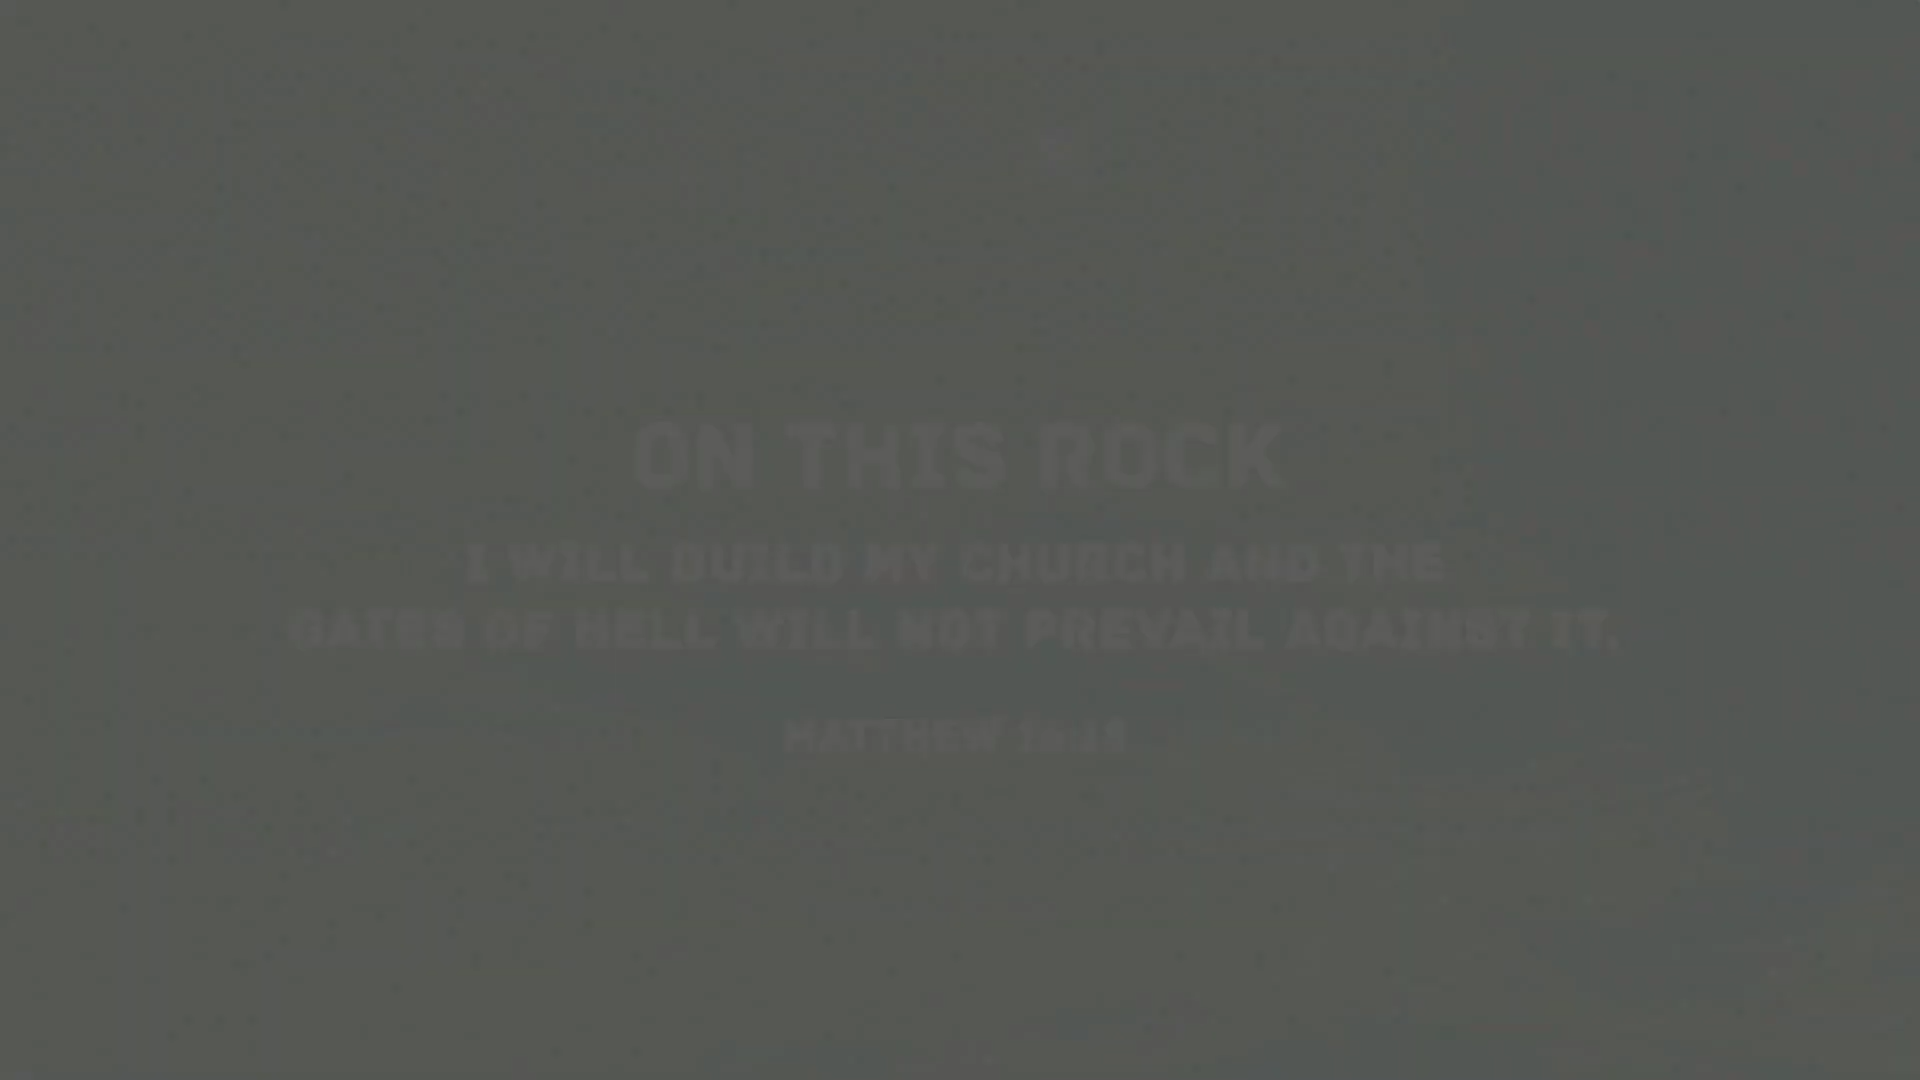 ON THIS ROCK
I WILL BUILD MY CHURCH AND THE
GATES OF HELL WILL NOT PREVAIL AGAINST IT.
MATTHEW 16:18